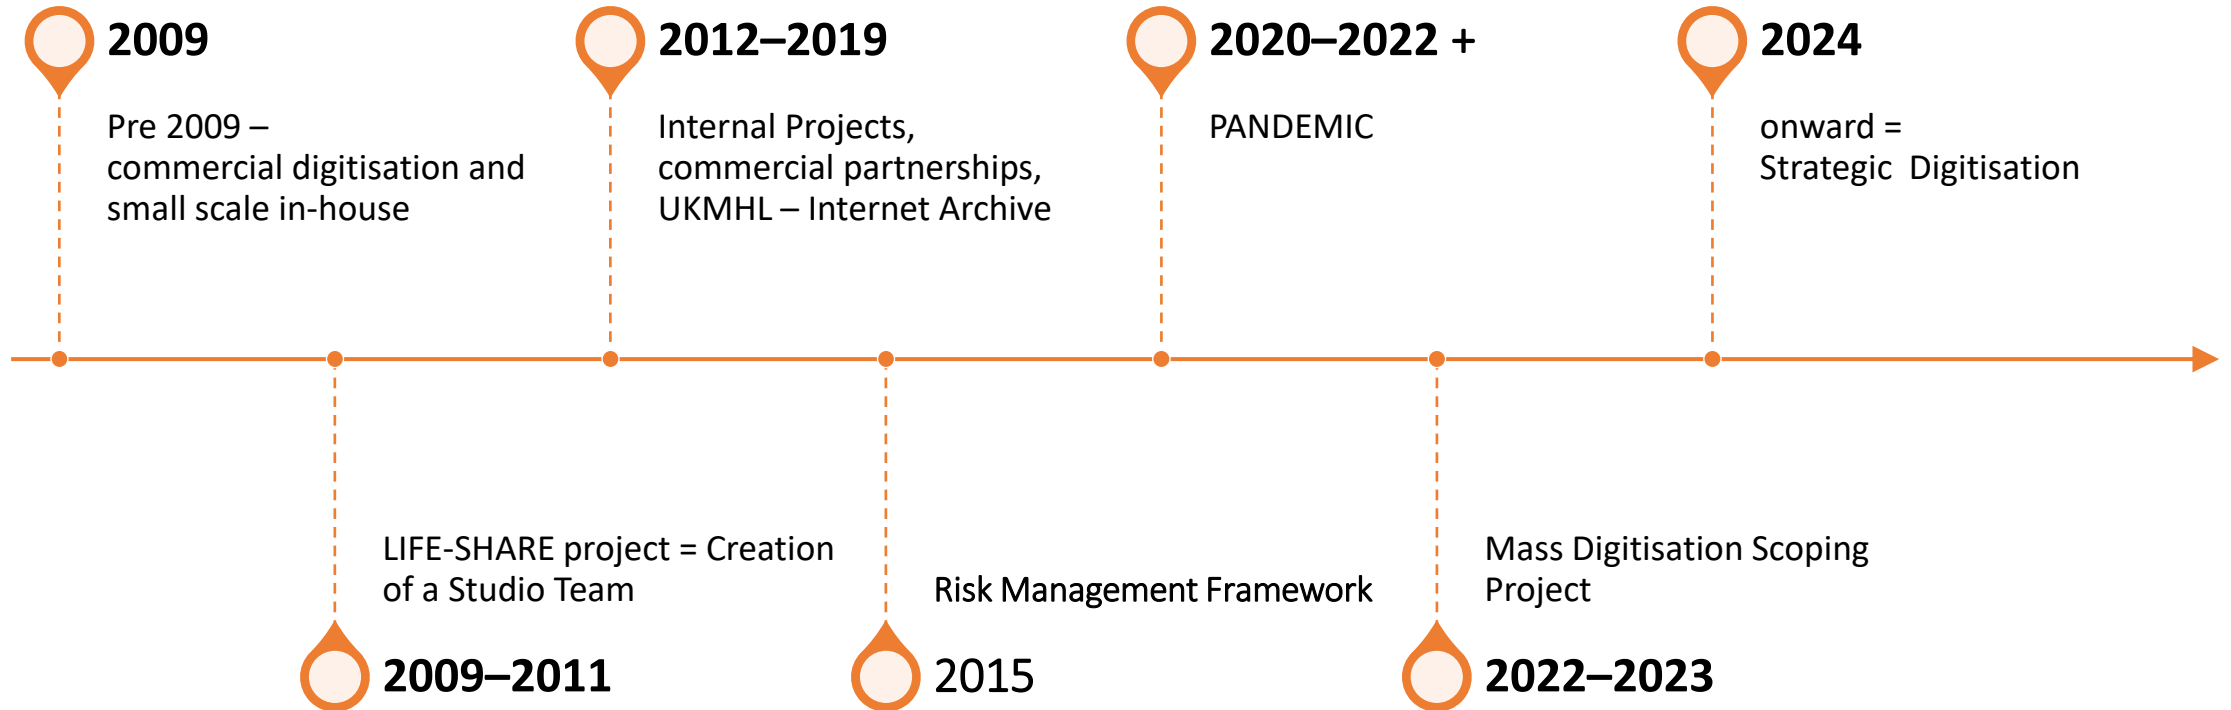 2009
Pre 2009 –
commercial digitisation and
small scale in-house
2009–2011
LIFE-SHARE project = Creation
of a Studio Team
2012–2019
Internal Projects,
commercial partnerships,
UKMHL – Internet Archive
2015
Risk Management Framework
2020–2022 +
PANDEMIC
2022–2023
Mass Digitisation Scoping
Project
2024
onward =
Strategic  Digitisation